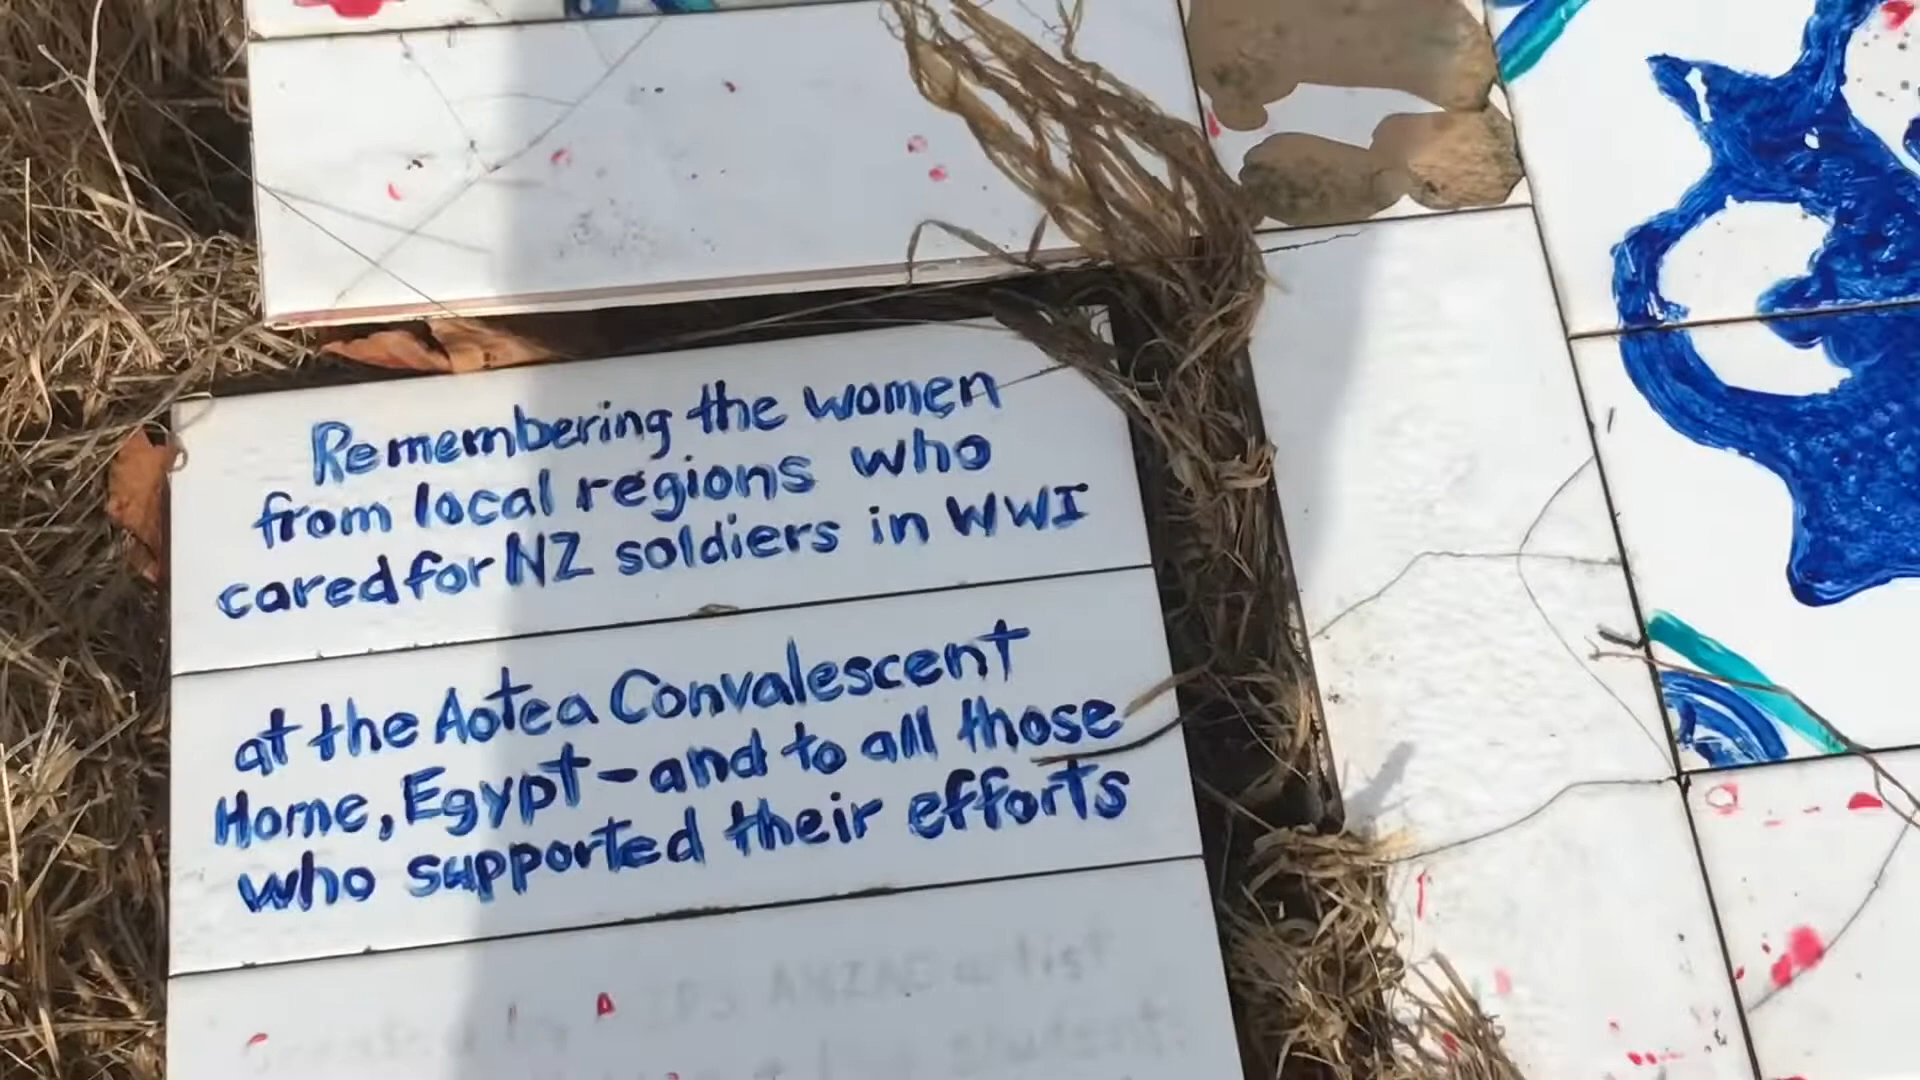 Remembering the women
from local regions who
cared for NZ soldiers in WWI
at the Aotea Convalescent
Home, Egypt - and to all those
who supported their efforts